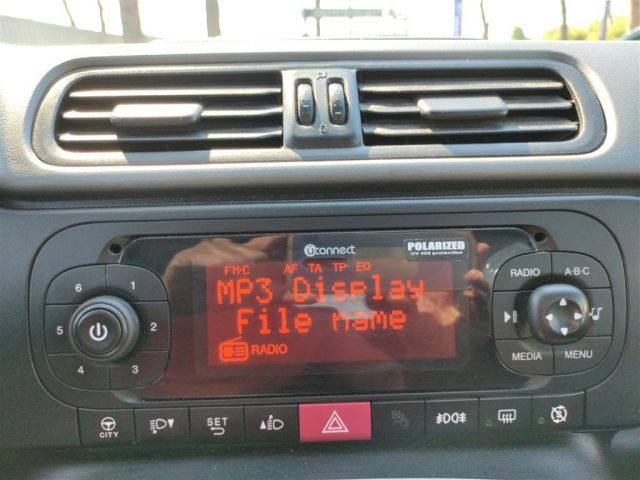 0
uconnect
POLARIZED
UV 400 protection
FM-C AF TA TP EQ
MP3 Display
File name
RADIO
6 1
5 2
4 3
RADIO A·B·C
MEDIA MENU
CITY
SET